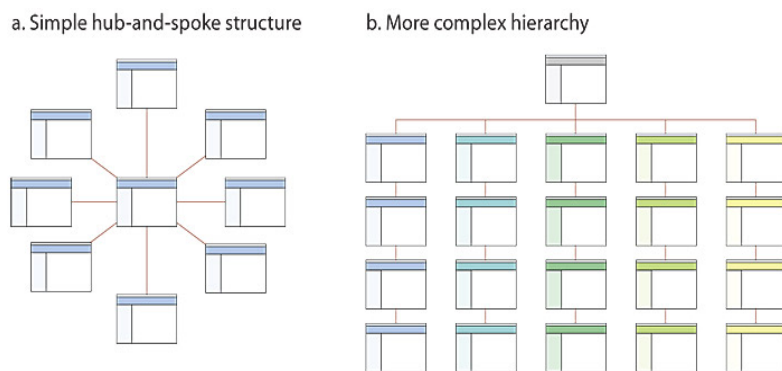 a. Simple hub-and-spoke structure
b. More complex hierarchy